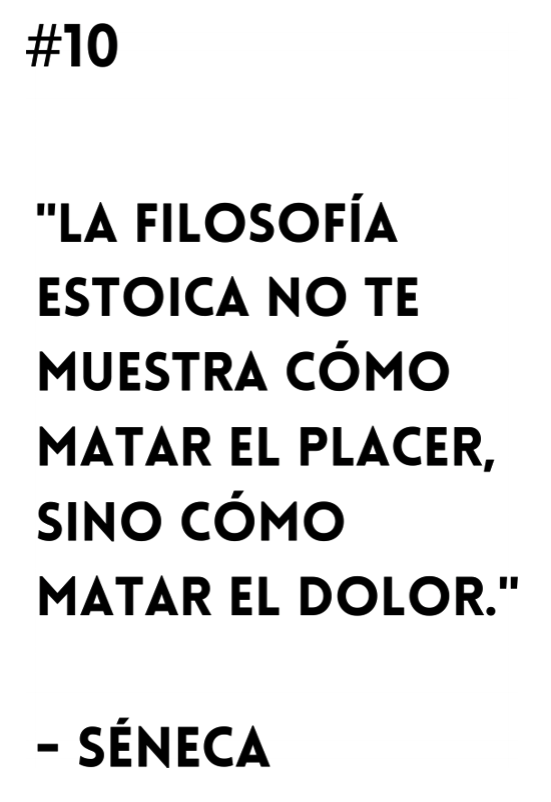 #10
"LA FILOSOFÍA
ESTOICA NO TE
MUESTRA CÓMO
MATAR EL PLACER,
SINO CÓMO
MATAR EL DOLOR."
- SÉNECA